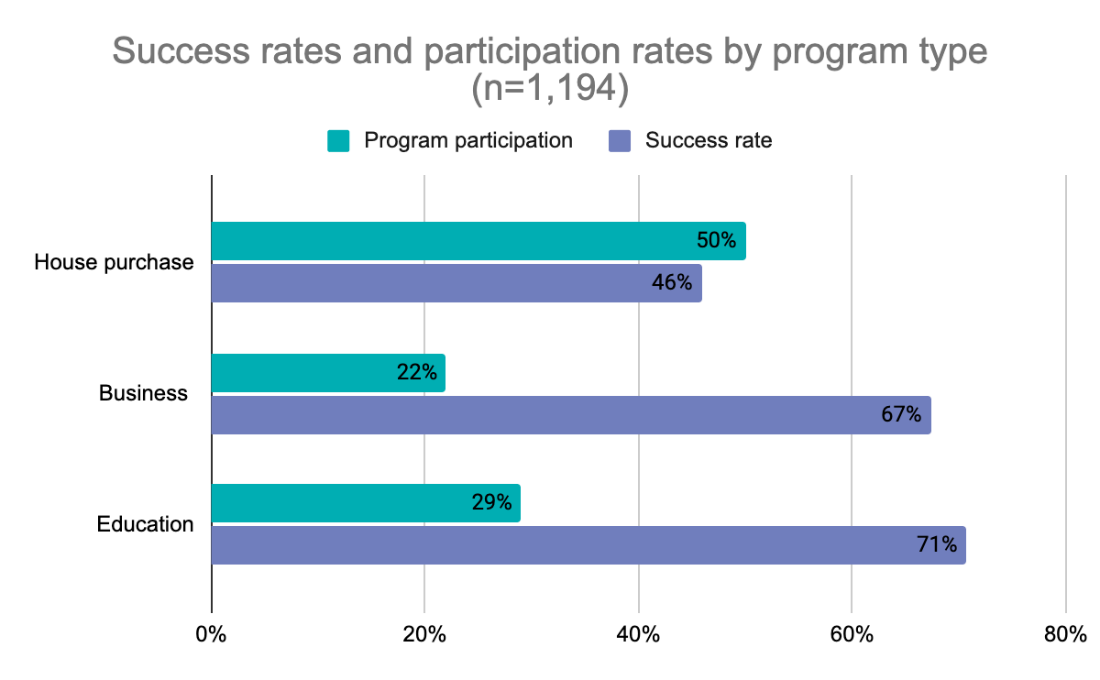 Success rates and participation rates by program type
(n=1,194)
Program participation
Success rate
House purchase
50%
46%
Business
22%
67%
Education
29%
71%
0%
20%
40%
60%
80%